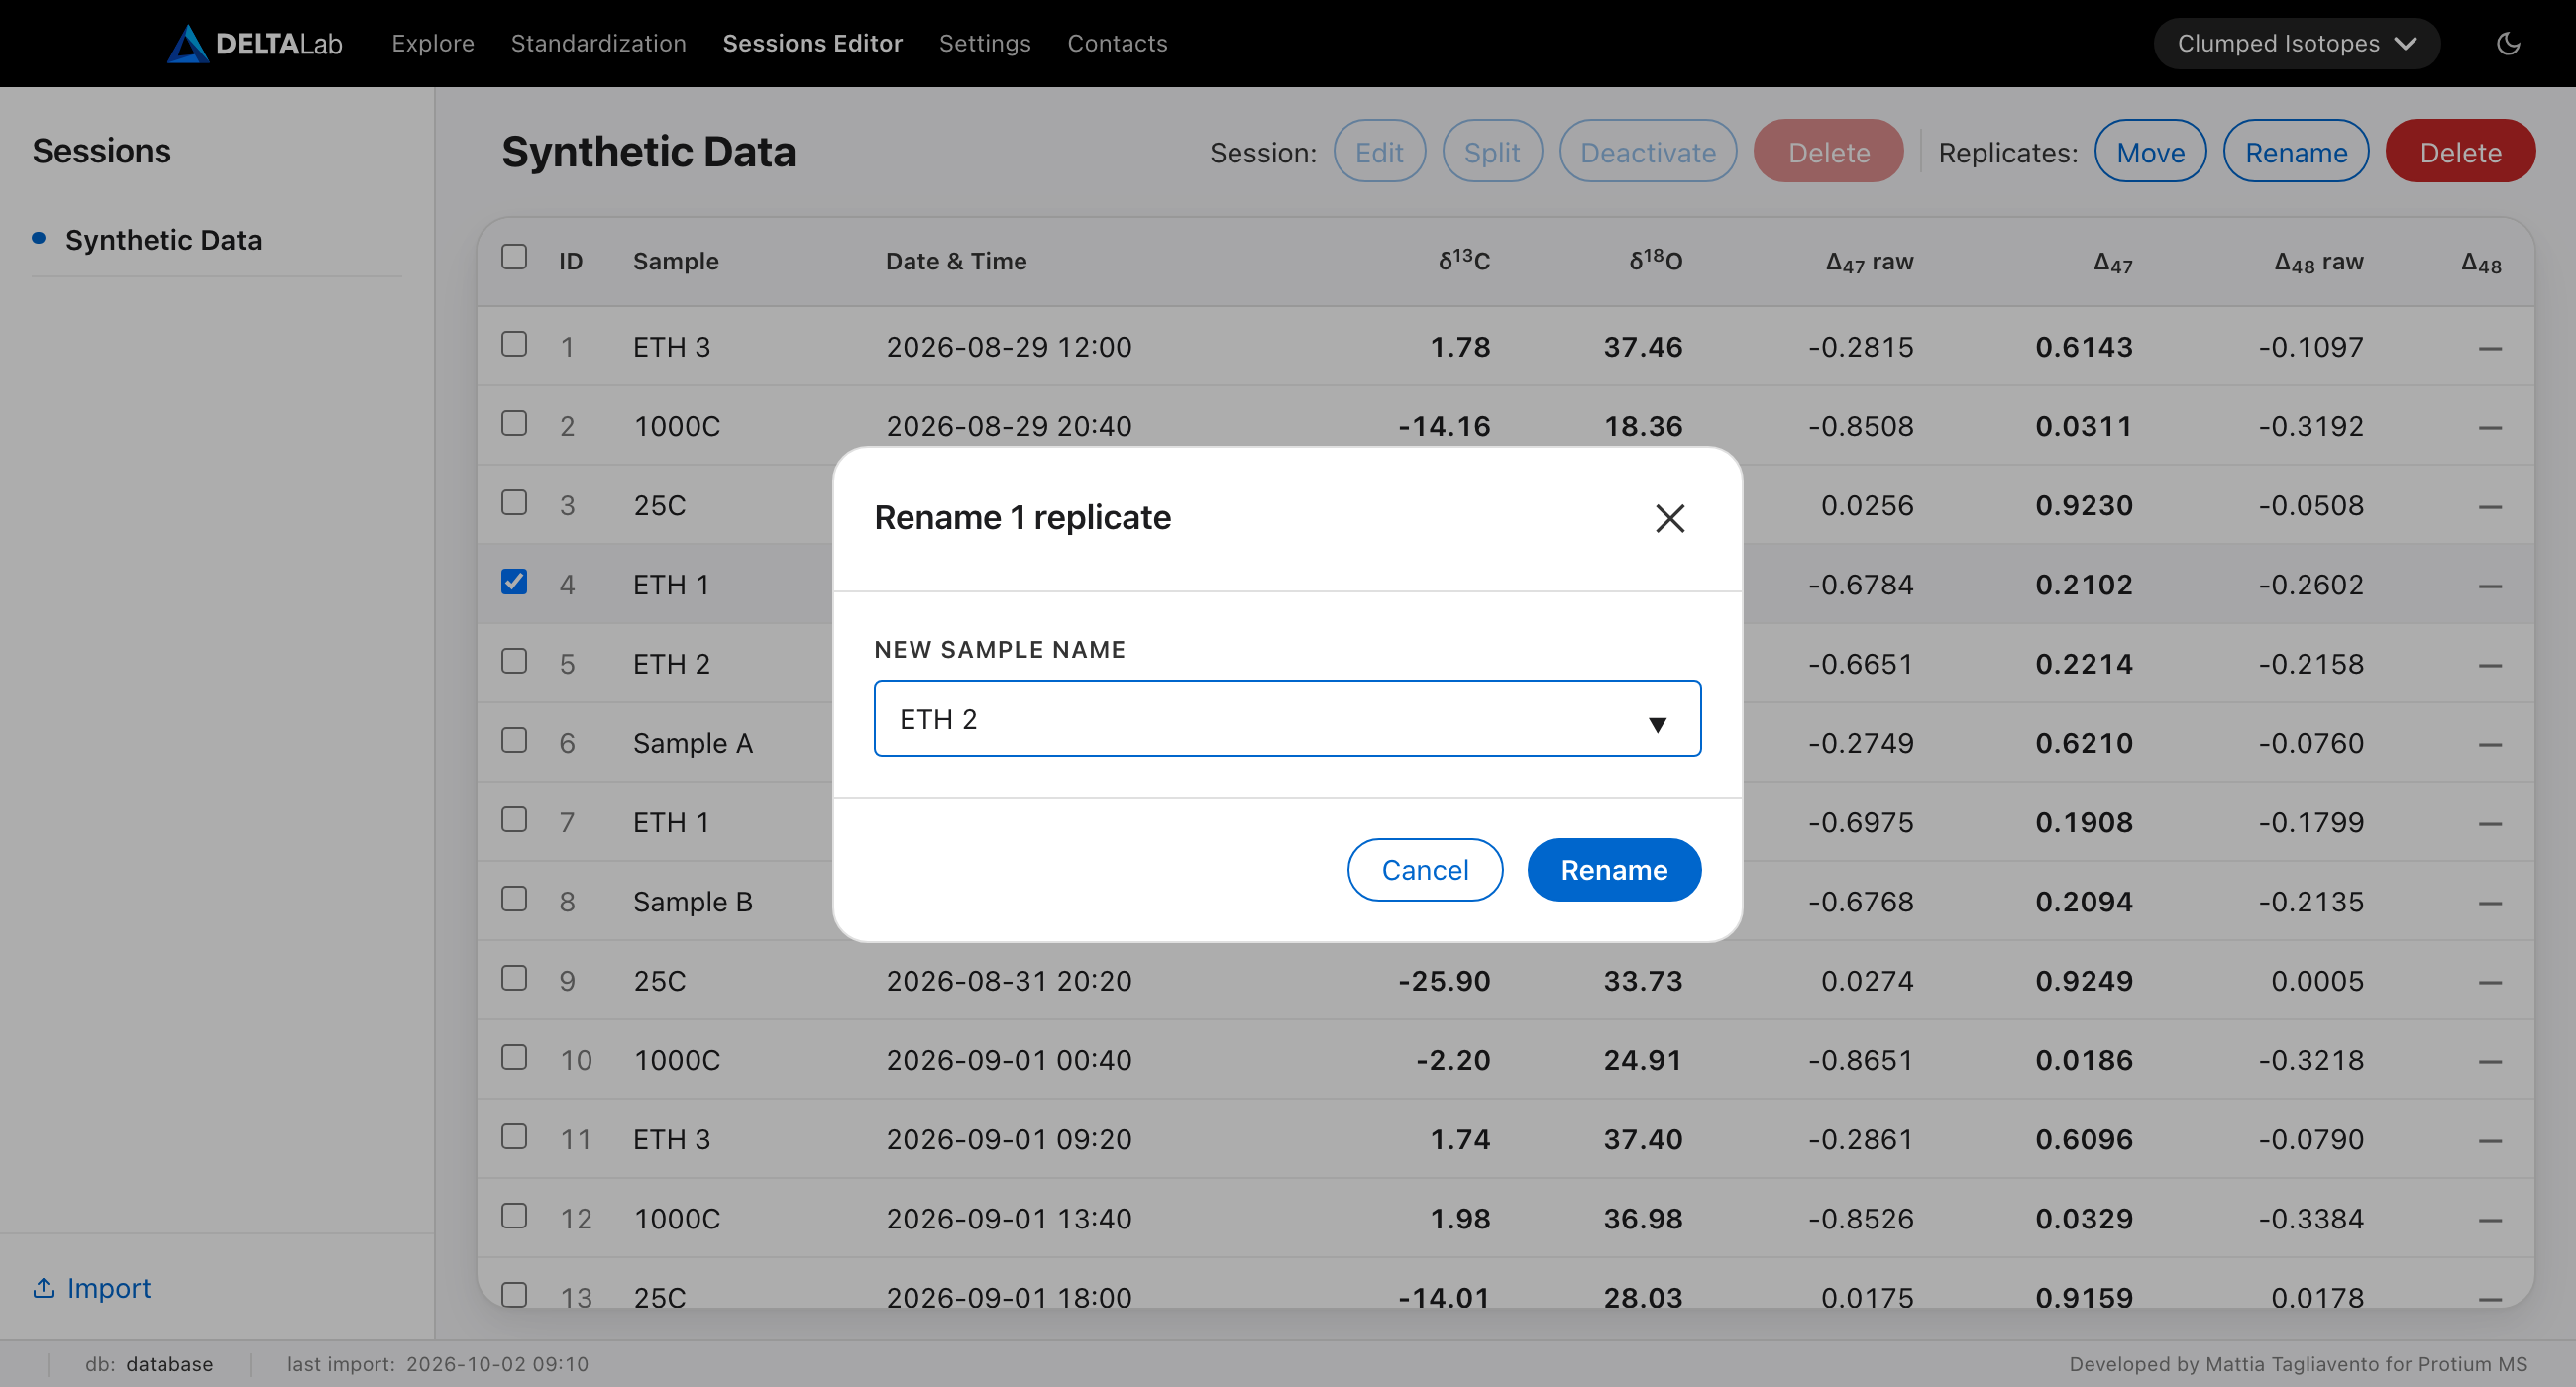 DELTALab Explore Standardization Sessions Editor Settings Contacts Clumped Isotopes
Sessions
Synthetic Data
Import
Synthetic Data Session: Edit Split Deactivate Delete Replicates: Move Rename Delete
ID Sample Date & Time δ¹³C δ¹⁸O Δ₄₇ raw Δ₄₇ Δ₄₈ raw Δ₄₈
1 ETH 3 2026-08-29 12:00 1.78 37.46 -0.2815 0.6143 -0.1097 —
2 1000C 2026-08-29 20:40 -14.16 18.36 -0.8508 0.0311 -0.3192 —
3 25C 0.0256 0.9230 -0.0508 —
4 ETH 1 -0.6784 0.2102 -0.2602 —
5 ETH 2 -0.6651 0.2214 -0.2158 —
6 Sample A -0.2749 0.6210 -0.0760 —
7 ETH 1 -0.6975 0.1908 -0.1799 —
8 Sample B -0.6768 0.2094 -0.2135 —
9 25C 2026-08-31 20:20 -25.90 33.73 0.0274 0.9249 0.0005 —
10 1000C 2026-09-01 00:40 -2.20 24.91 -0.8651 0.0186 -0.3218 —
11 ETH 3 2026-09-01 09:20 1.74 37.40 -0.2861 0.6096 -0.0790 —
12 1000C 2026-09-01 13:40 1.98 36.98 -0.8526 0.0329 -0.3384 —
13 25C 2026-09-01 18:00 -14.01 28.03 0.0175 0.9159 0.0178 —
Rename 1 replicate
NEW SAMPLE NAME
ETH 2
Cancel Rename
db: database last import: 2026-10-02 09:10 Developed by Mattia Tagliavento for Protium MS